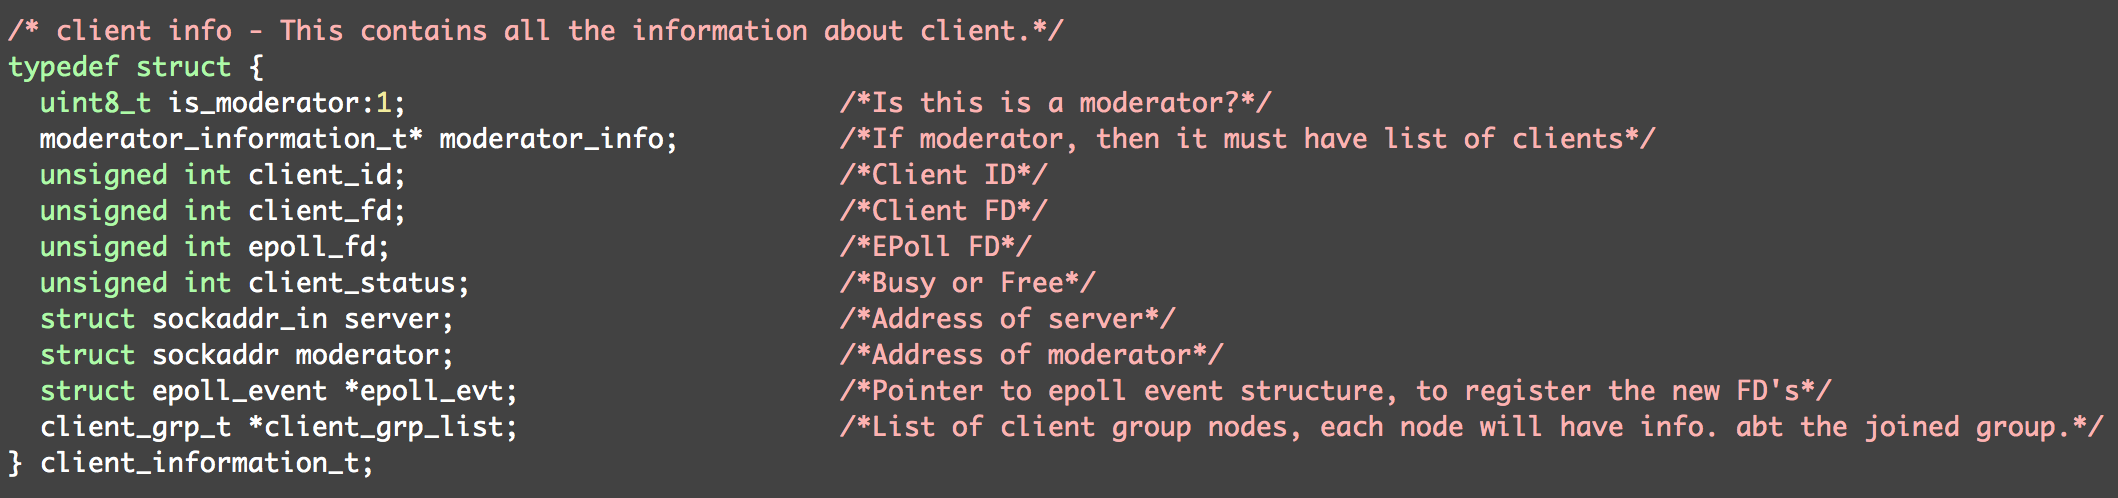 /* client info - This contains all the information about client.*/
typedef struct {
  uint8_t is_moderator:1;                           /*Is this is a moderator?*/
  moderator_information_t* moderator_info;          /*If moderator, then it must have list of clients*/
  unsigned int client_id;                           /*Client ID*/
  unsigned int client_fd;                           /*Client FD*/
  unsigned int epoll_fd;                            /*EPoll FD*/
  unsigned int client_status;                       /*Busy or Free*/
  struct sockaddr_in server;                        /*Address of server*/
  struct sockaddr moderator;                        /*Address of moderator*/
  struct epoll_event *epoll_evt;                    /*Pointer to epoll event structure, to register the new FD's*/
  client_grp_t *client_grp_list;                    /*List of client group nodes, each node will have info. abt the joined group.*/
} client_information_t;